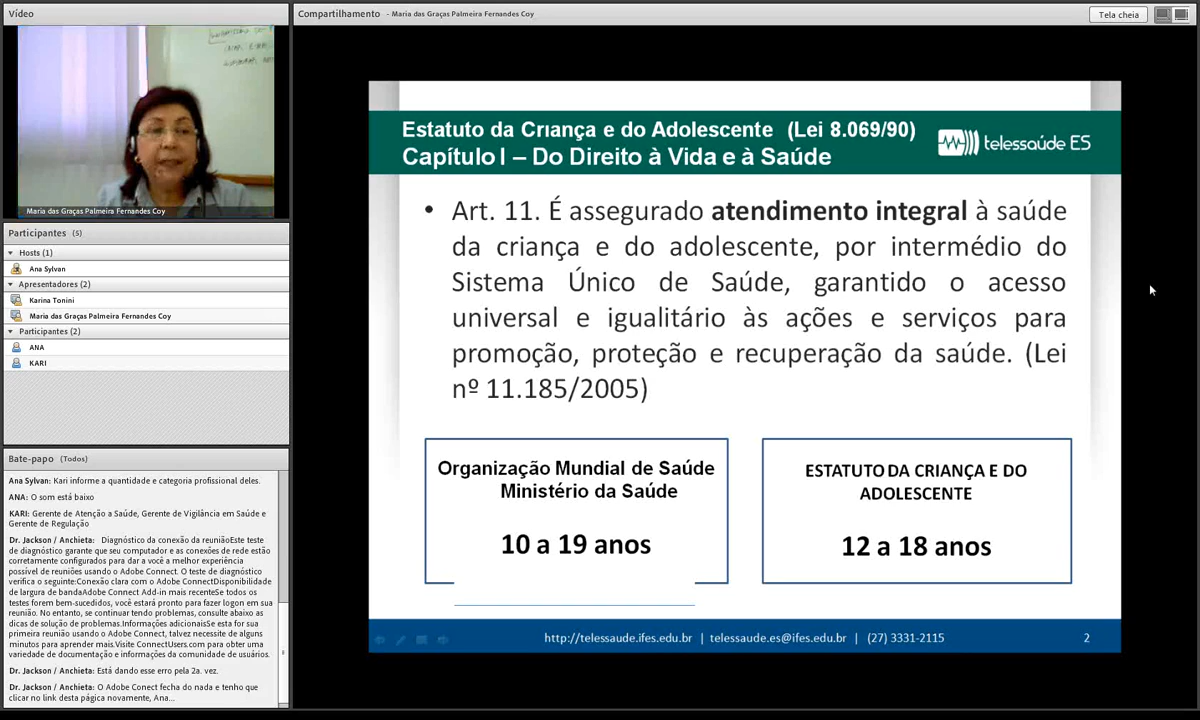 Vídeo
Maria das Graças Palmeira Fernandes Coy
Participantes (5)
Hosts (1)
Ana Sylvan
Apresentadores (2)
Karina Tonini
Maria das Graças Palmeira Fernandes Coy
Participantes (2)
ANA
KARI
Bate-papo (Todos)
Ana Sylvan: Kari informe a quantidade e categoria profissional deles.
ANA: O som está baixo
KARI: Gerente de Atenção a Saúde, Gerente de Vigilância em Saúde e
Gerente de Regulação
Dr. Jackson / Anchieta: Diagnóstico da conexão da reuniãoEste teste
de diagnóstico garante que seu computador e as conexões de rede estão
corretamente configurados para dar a você a melhor experiência
possível de reuniões usando o Adobe Connect. O teste de diagnóstico
verifica o seguinte:Conexão clara com o Adobe ConnectDisponibilidade
de largura de bandaAdobe Connect Add-in mais recenteSe todos os
testes forem bem-sucedidos, você estará pronto para fazer logon em sua
reunião. No entanto, se continuar tendo problemas, consulte abaixo as
dicas de solução de problemas.Informações adicionaisSe esta for sua
primeira reunião usando o Adobe Connect, talvez necessite de alguns
minutos para aprender mais.Visite ConnectUsers.com para obter uma
variedade de documentação e informações da comunidade de usuários.
Dr. Jackson / Anchieta: Está dando esse erro pela 2a. vez.
Dr. Jackson / Anchieta: O Adobe Conect fecha do nada e tenho que
clicar no link desta página novamente, Ana...
Compartilhamento - Maria das Graças Palmeira Fernandes Coy
Tela cheia
Estatuto da Criança e do Adolescente (Lei 8.069/90)
Capítulo I – Do Direito à Vida e à Saúde
telessaúde ES
• Art. 11. É assegurado atendimento integral à saúde
da criança e do adolescente, por intermédio do
Sistema Único de Saúde, garantido o acesso
universal e igualitário às ações e serviços para
promoção, proteção e recuperação da saúde. (Lei
nº 11.185/2005)
Organização Mundial de Saúde
Ministério da Saúde
10 a 19 anos
ESTATUTO DA CRIANÇA E DO
ADOLESCENTE
12 a 18 anos
http://telessaude.ifes.edu.br | telessaude.es@ifes.edu.br | (27) 3331-2115
2